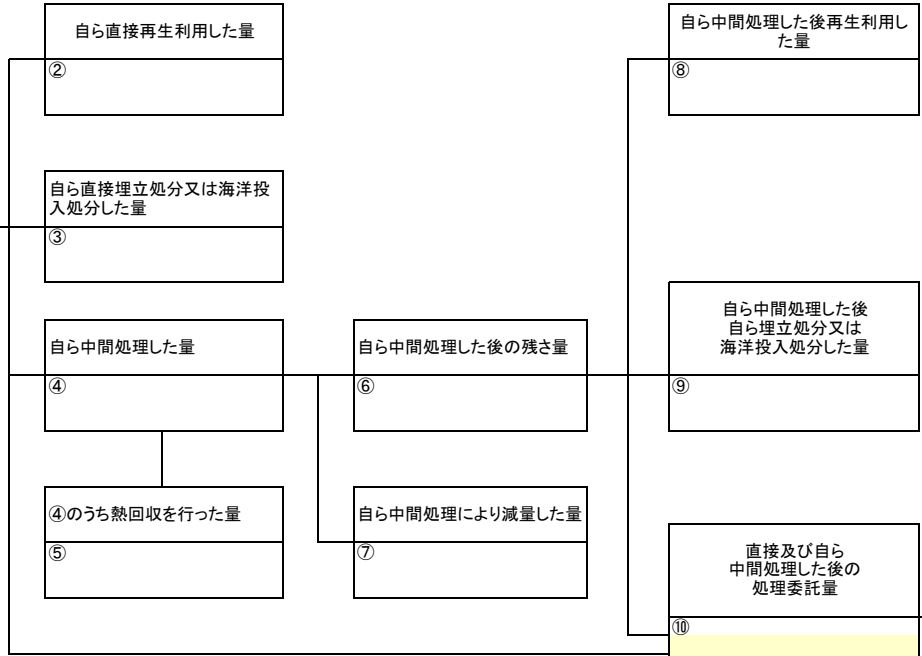 自ら直接再生利用した量
②
自ら中間処理した後再生利用し
た量
⑧
自ら直接埋立処分又は海洋投
入処分した量
③
自ら中間処理した量
④
自ら中間処理した後の残さ量
⑥
自ら中間処理した後
自ら埋立処分又は
海洋投入処分した量
⑨
④のうち熱回収を行った量
⑤
自ら中間処理により減量した量
⑦
直接及び自ら
中間処理した後の
処理委託量
⑩